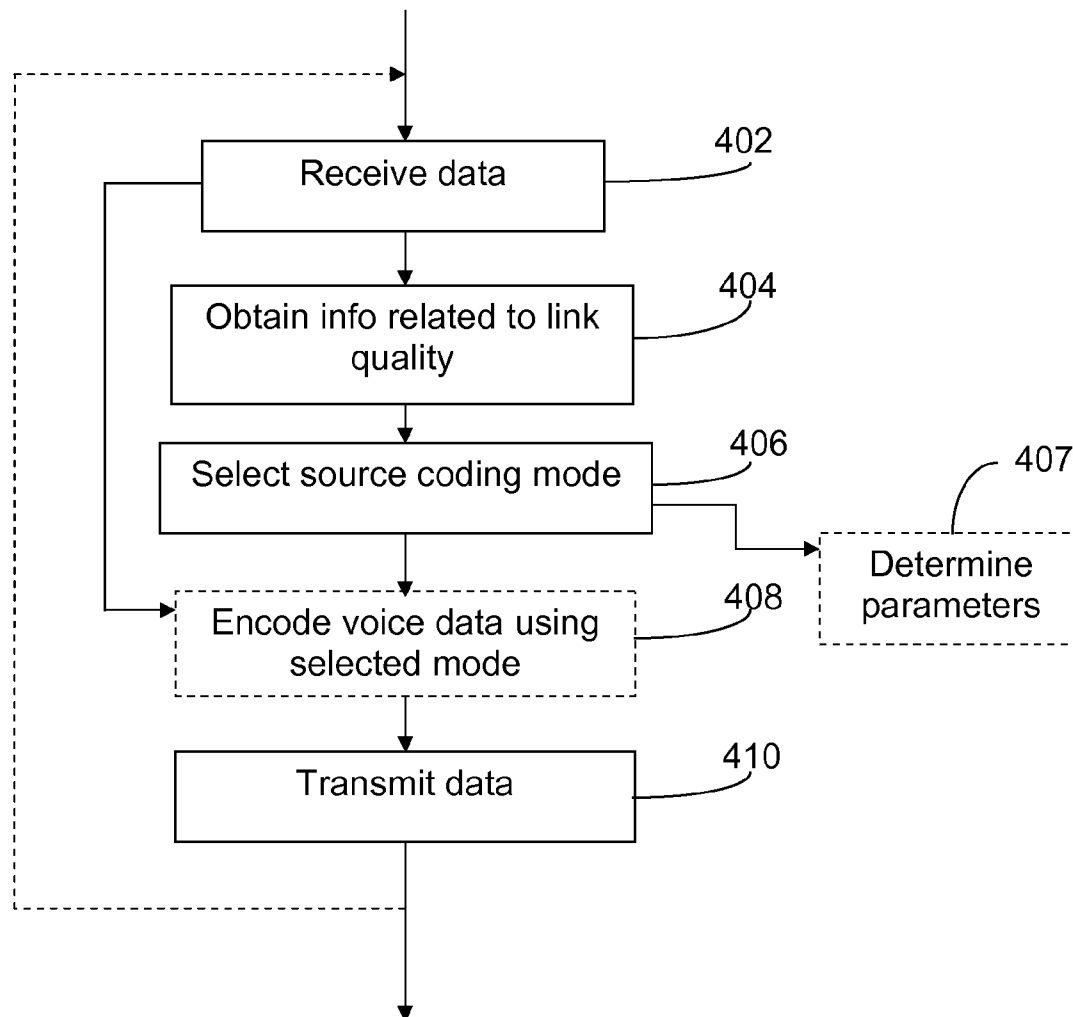 Receive data
402
Obtain info related to link
quality
404
Select source coding mode
406
407
Determine
parameters
Encode voice data using
selected mode
408
Transmit data
410